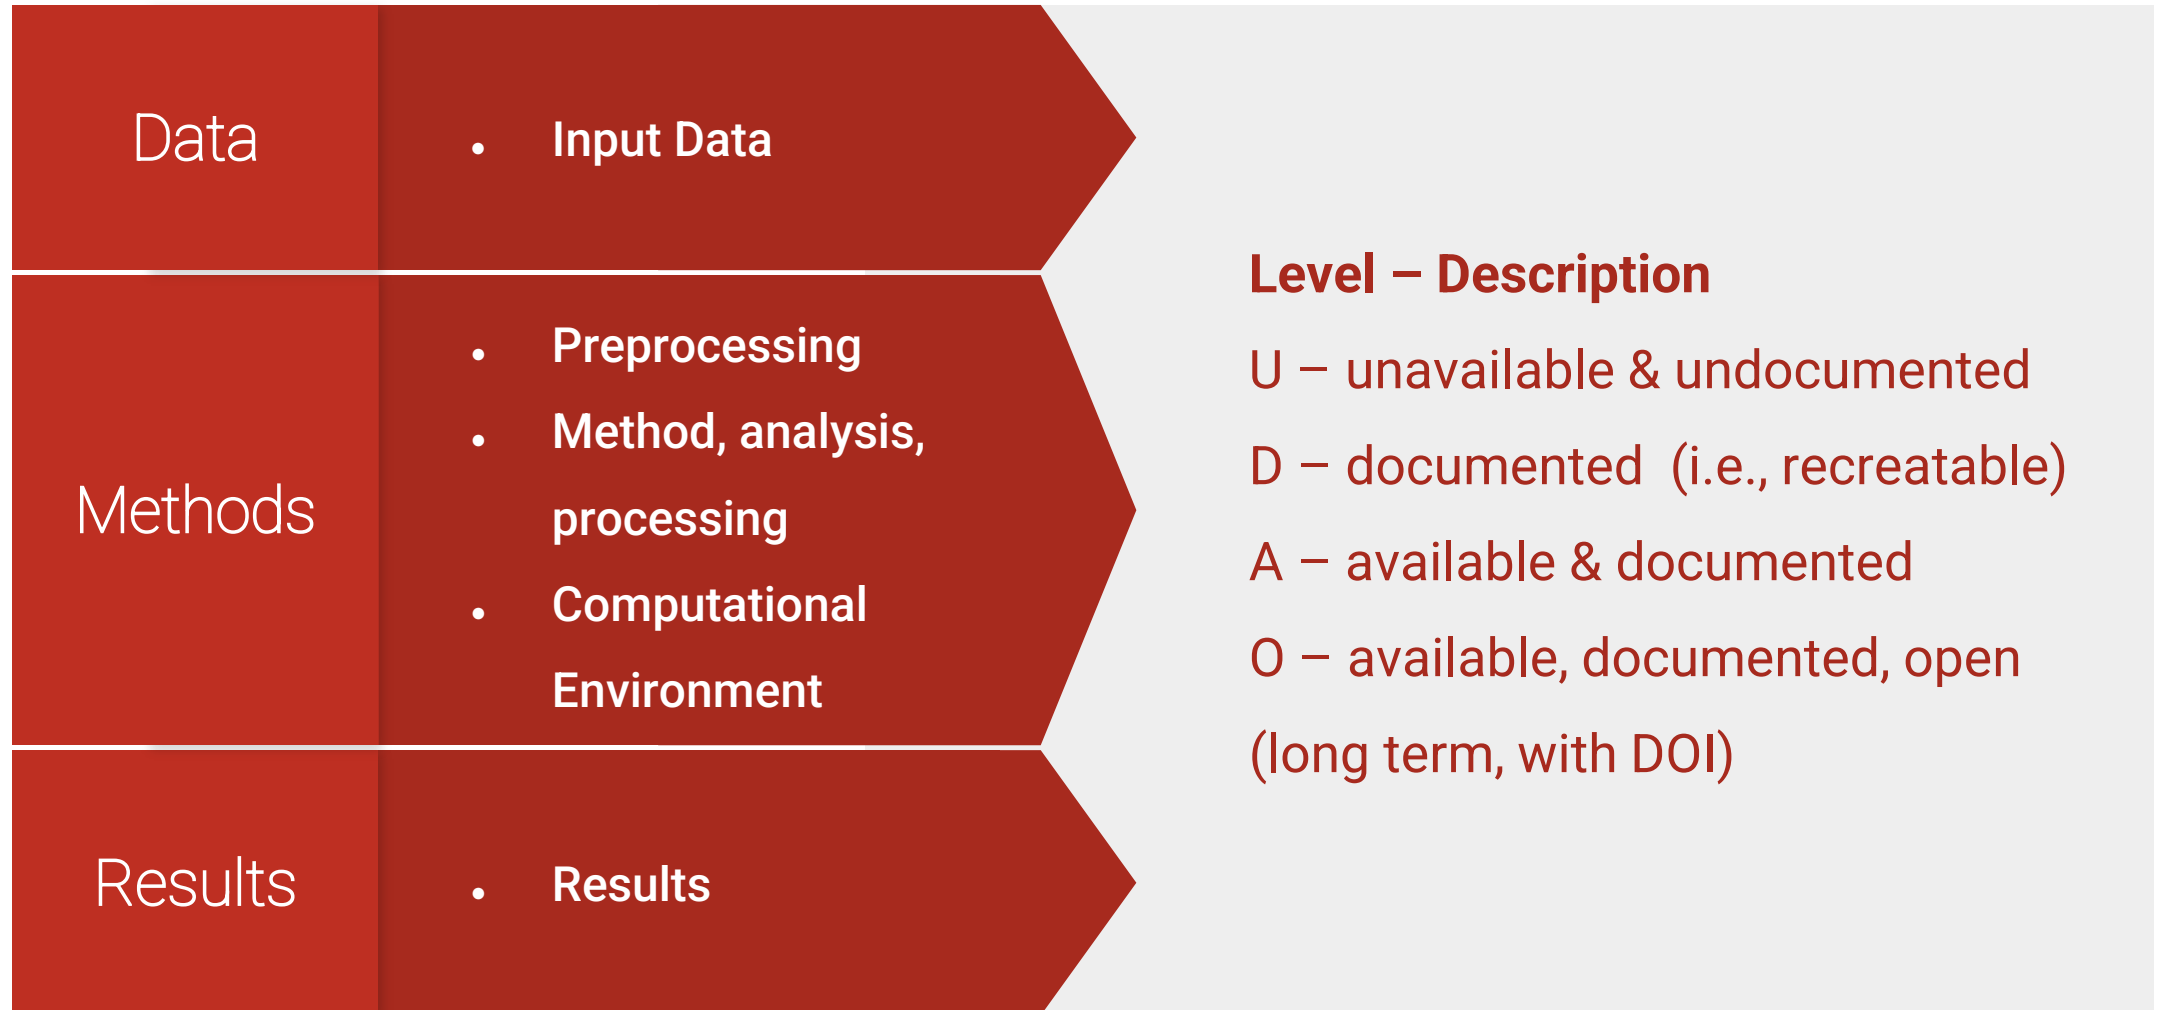 Data
• Input Data
Methods
• Preprocessing
• Method, analysis,
processing
• Computational
Environment
Results
• Results
Level – Description
U – unavailable & undocumented
D – documented (i.e., recreatable)
A – available & documented
O – available, documented, open
(long term, with DOI)